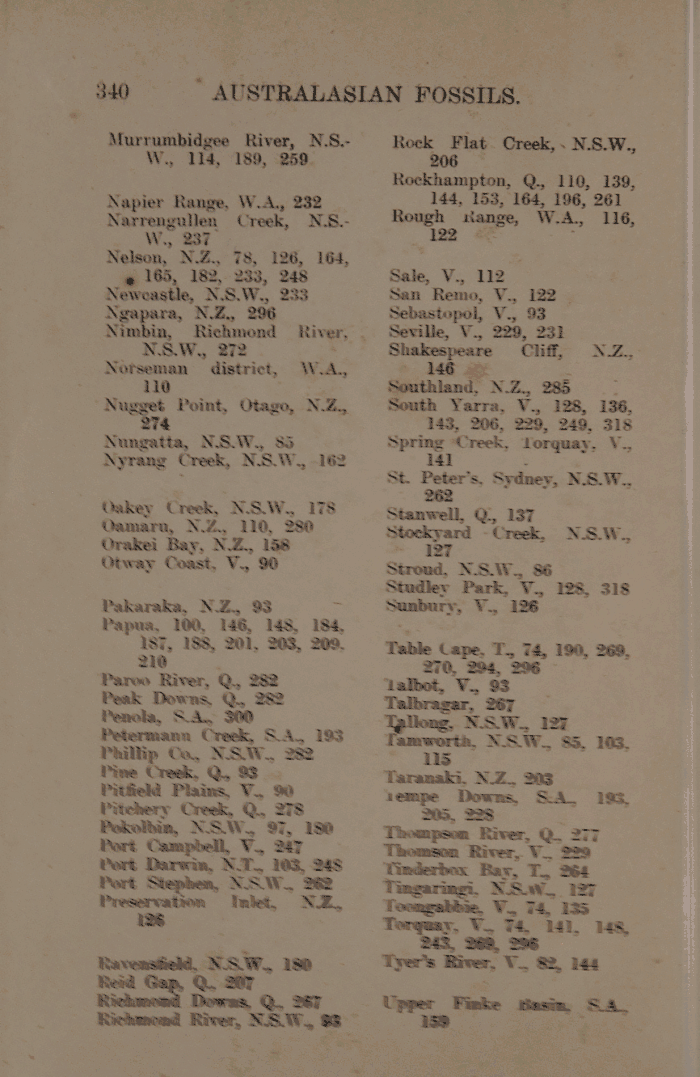 340 AUSTRALASIAN FOSSILS.
Murrumbidgee River, N.S.-
W., 114, 189, 259
Napier Range, W.A., 232
Narrengullen Creek, N.S.-
W., 237
Nelson, N.Z., 78, 126, 164,
165, 182, 233, 248
Newcastle, N.S.W., 233
Ngapara, N.Z., 296
Nimbin, Richmond River,
N.S.W., 272
Norseman district, W.A.,
110
Nugget Point, Otago, N.Z.,
274
Nungatta, N.S.W., 85
Nyrang Creek, N.S.W., 162
Oakey Creek, N.S.W., 178
Oamaru, N.Z., 110, 280
Orakei Bay, N.Z., 158
Otway Coast, V., 90
Pakaraka, N.Z., 93
Papua, 100, 146, 148, 184,
187, 188, 201, 203, 209,
210
Paroo River, Q., 282
Peak Downs, Q., 282
Penola, S.A., 300
Petermann Creek, S.A., 193
Phillip Co., N.S.W., 282
Pine Creek, Q., 93
Pitfield Plains, V., 90
Pitchery Creek, Q., 278
Pokolbin, N.S.W., 97, 180
Port Campbell, V., 247
Port Darwin, N.T., 103, 248
Port Stephen, N.S.W., 262
Preservation Inlet, N.Z.,
126
Ravensfield, N.S.W., 180
Reid Gap, Q., 207
Richmond Downs, Q., 267
Richmond River, N.S.W., 93
Rock Flat Creek, N.S.W.,
206
Rockhampton, Q., 110, 139,
144, 153, 164, 196, 261
Rough Range, W.A., 116,
122
Sale, V., 112
San Remo, V., 122
Sebastopol, V., 93
Seville, V., 229, 231
Shakespeare Cliff, N.Z.,
146
Southland, N.Z., 285
South Yarra, V., 128, 136,
143, 206, 229, 249, 318
Spring Creek, Torquay, V.,
141
St. Peter's, Sydney, N.S.W.,
262
Stanwell, Q., 137
Stockyard Creek, N.S.W.,
127
Stroud, N.S.W., 86
Studley Park, V., 128, 318
Sunbury, V., 126
Table Cape, T., 74, 190, 269,
270, 294, 296
Talbot, V., 93
Talbragar, 267
Tallong, N.S.W., 127
Tamworth, N.S.W., 85, 103,
115
Taranaki, N.Z., 203
Tempe Downs, S.A., 193,
205, 228
Thompson River, Q., 277
Thomson River, V., 229
Tinderbox Bay, T., 264
Tingaringi, N.S.W., 127
Toongabbie, V., 74, 135
Torquay, V., 74, 141, 148,
243, 269, 296
Tyer's River, V., 82, 144
Upper Finke Basin, S.A.,
159